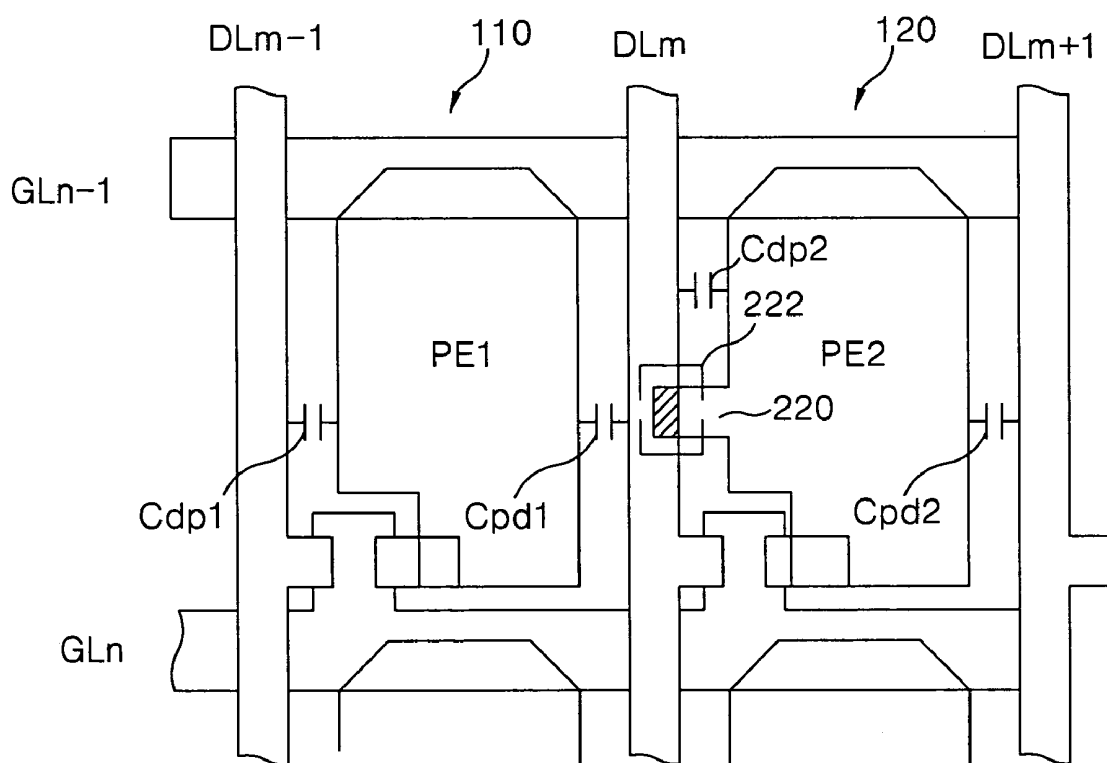 DLm-1
110
DLm
120
DLm+1
GLn-1
Cdp2
222
PE1
PE2
220
Cdp1
Cpd1
Cpd2
GLn